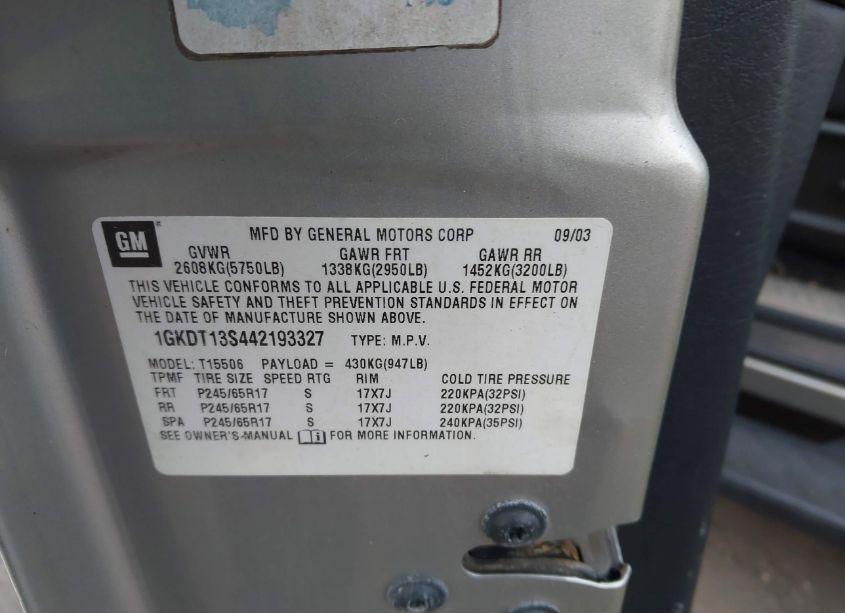 GM
MFD BY GENERAL MOTORS CORP 09/03
GVWR GAWR FRT GAWR RR
2608KG(5750LB) 1338KG(2950LB) 1452KG(3200LB)
THIS VEHICLE CONFORMS TO ALL APPLICABLE U.S. FEDERAL MOTOR
VEHICLE SAFETY AND THEFT PREVENTION STANDARDS IN EFFECT ON
THE DATE OF MANUFACTURE SHOWN ABOVE.
1GKDT13S442193327 TYPE: M.P.V.
MODEL: T15506 PAYLOAD = 430KG(947LB)
TPMF TIRE SIZE SPEED RTG RIM COLD TIRE PRESSURE
FRT P245/65R17 S 17X7J 220KPA(32PSI)
RR P245/65R17 S 17X7J 220KPA(32PSI)
SPA P245/65R17 S 17X7J 240KPA(35PSI)
SEE OWNER'S-MANUAL FOR MORE INFORMATION.